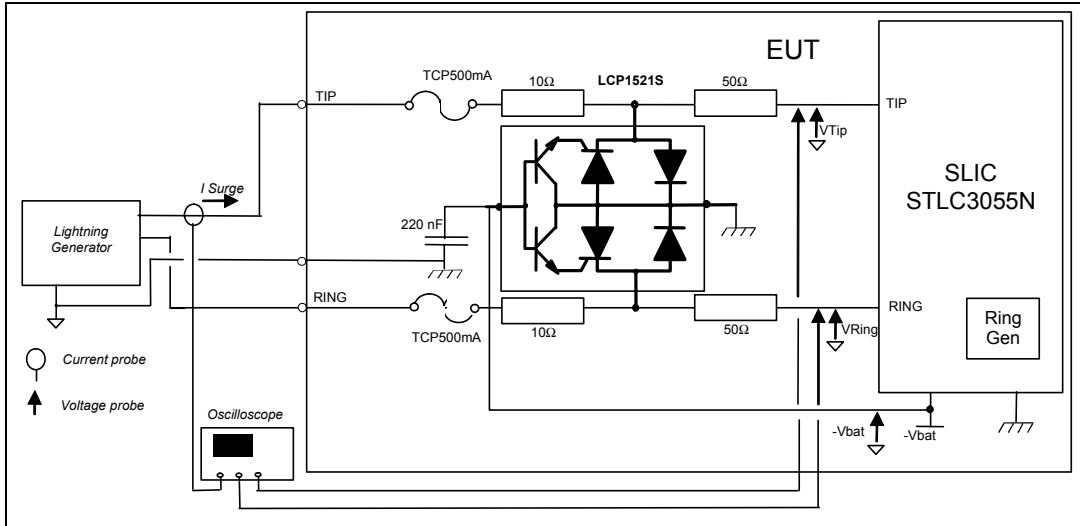 EUT
TCP500mA
10Ω
LCP1521S
50Ω
TIP
TIP
VTip
SLIC
STLC3055N
I Surge
Lightning
Generator
220 nF
RING
RING
TCP500mA
10Ω
50Ω
VRing
Ring
Gen
Current probe
Voltage probe
Oscilloscope
-Vbat
-Vbat